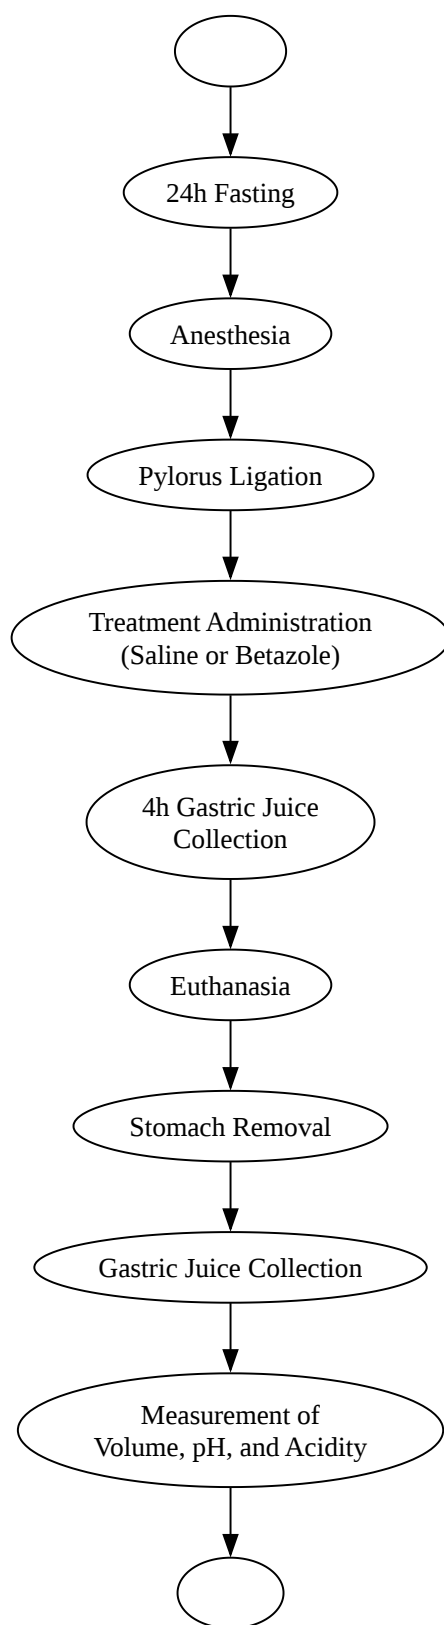 24h Fasting
Anesthesia
Pylorus Ligation
Treatment Administration
(Saline or Betazole)
4h Gastric Juice
Collection
Euthanasia
Stomach Removal
Gastric Juice Collection
Measurement of
Volume, pH, and Acidity